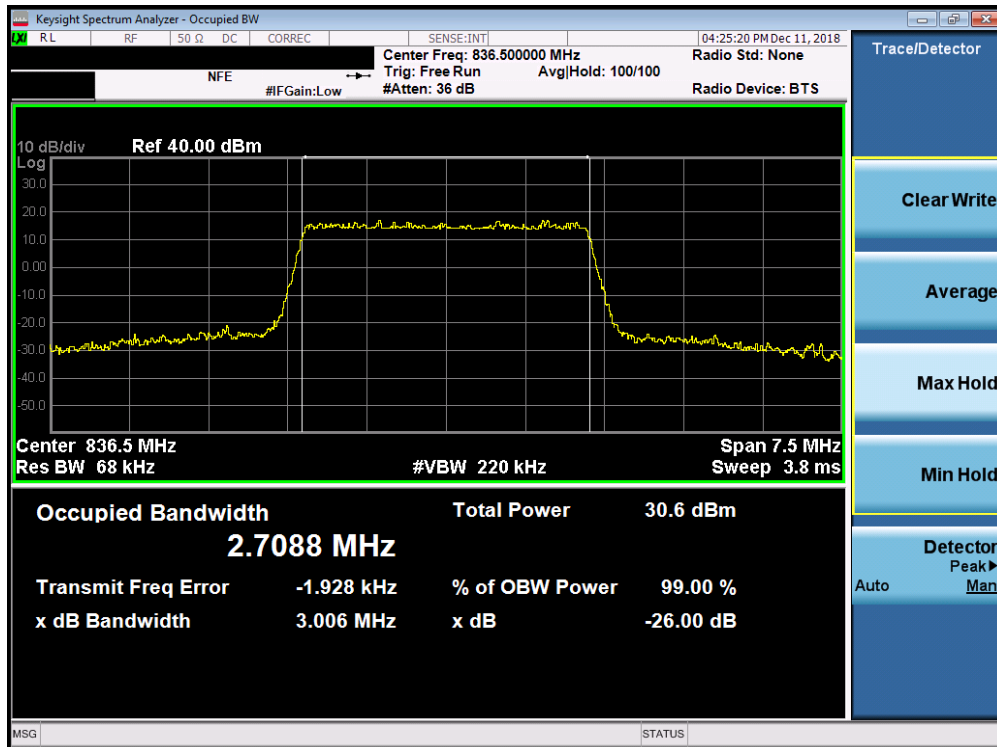 Keysight Spectrum Analyzer - Occupied BW
LXI RL RF 50 Ω DC CORREC SENSE:INT 04:25:20 PM Dec 11, 2018
Center Freq: 836.500000 MHz Radio Std: None
NFE Trig: Free Run Avg|Hold: 100/100
#IFGain:Low #Atten: 36 dB Radio Device: BTS
10 dB/div Ref 40.00 dBm
Log
30.0
20.0
10.0
0.00
-10.0
-20.0
-30.0
-40.0
-50.0
Center 836.5 MHz Span 7.5 MHz
Res BW 68 kHz #VBW 220 kHz Sweep 3.8 ms
Occupied Bandwidth Total Power 30.6 dBm
2.7088 MHz
Transmit Freq Error -1.928 kHz % of OBW Power 99.00 %
x dB Bandwidth 3.006 MHz x dB -26.00 dB
MSG STATUS
Trace/Detector
Clear Write
Average
Max Hold
Min Hold
Detector
Peak▶
Auto Man